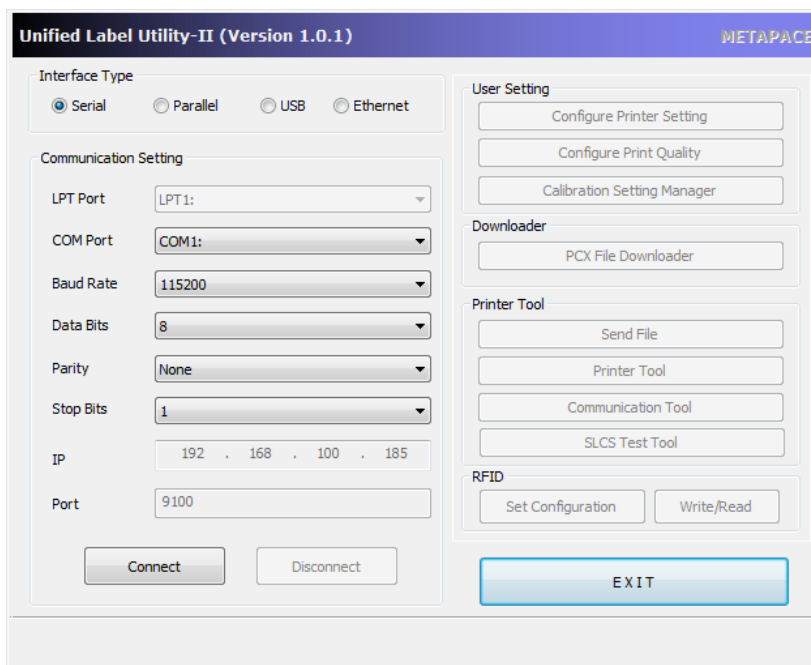 Unified Label Utility-II (Version 1.0.1)
METAPACE
Interface Type
Serial
Parallel
USB
Ethernet
Communication Setting
LPT Port
LPT1:
COM Port
COM1:
Baud Rate
115200
Data Bits
8
Parity
None
Stop Bits
1
IP
192 . 168 . 100 . 185
Port
9100
Connect
Disconnect
User Setting
Configure Printer Setting
Configure Print Quality
Calibration Setting Manager
Downloader
PCX File Downloader
Printer Tool
Send File
Printer Tool
Communication Tool
SLCS Test Tool
RFID
Set Configuration
Write/Read
EXIT